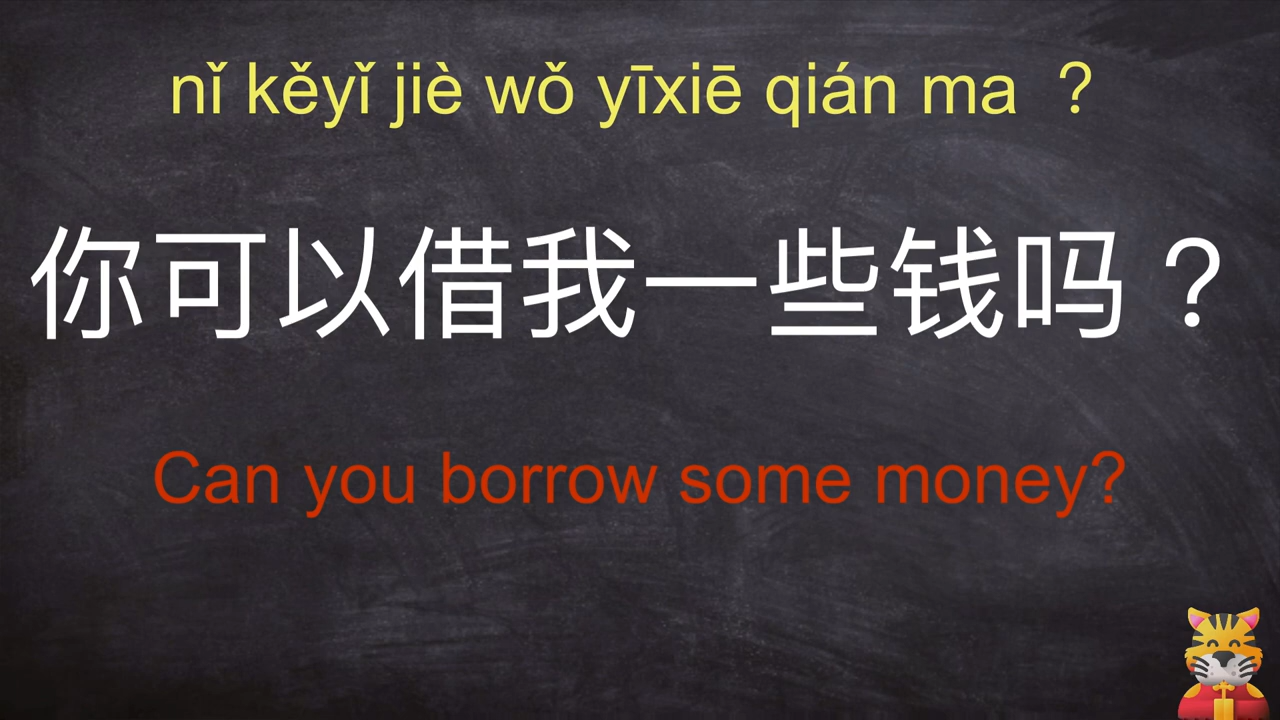 nǐ kěyǐ jiè wǒ yīxiē qián ma ？
你可以借我一些钱吗？
Can you borrow some money?